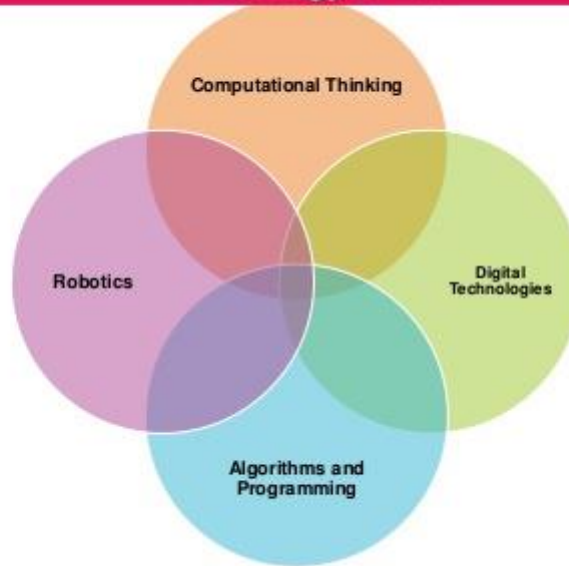 Computational Thinking
Robotics
Digital
Technologies
Algorithms and
Programming